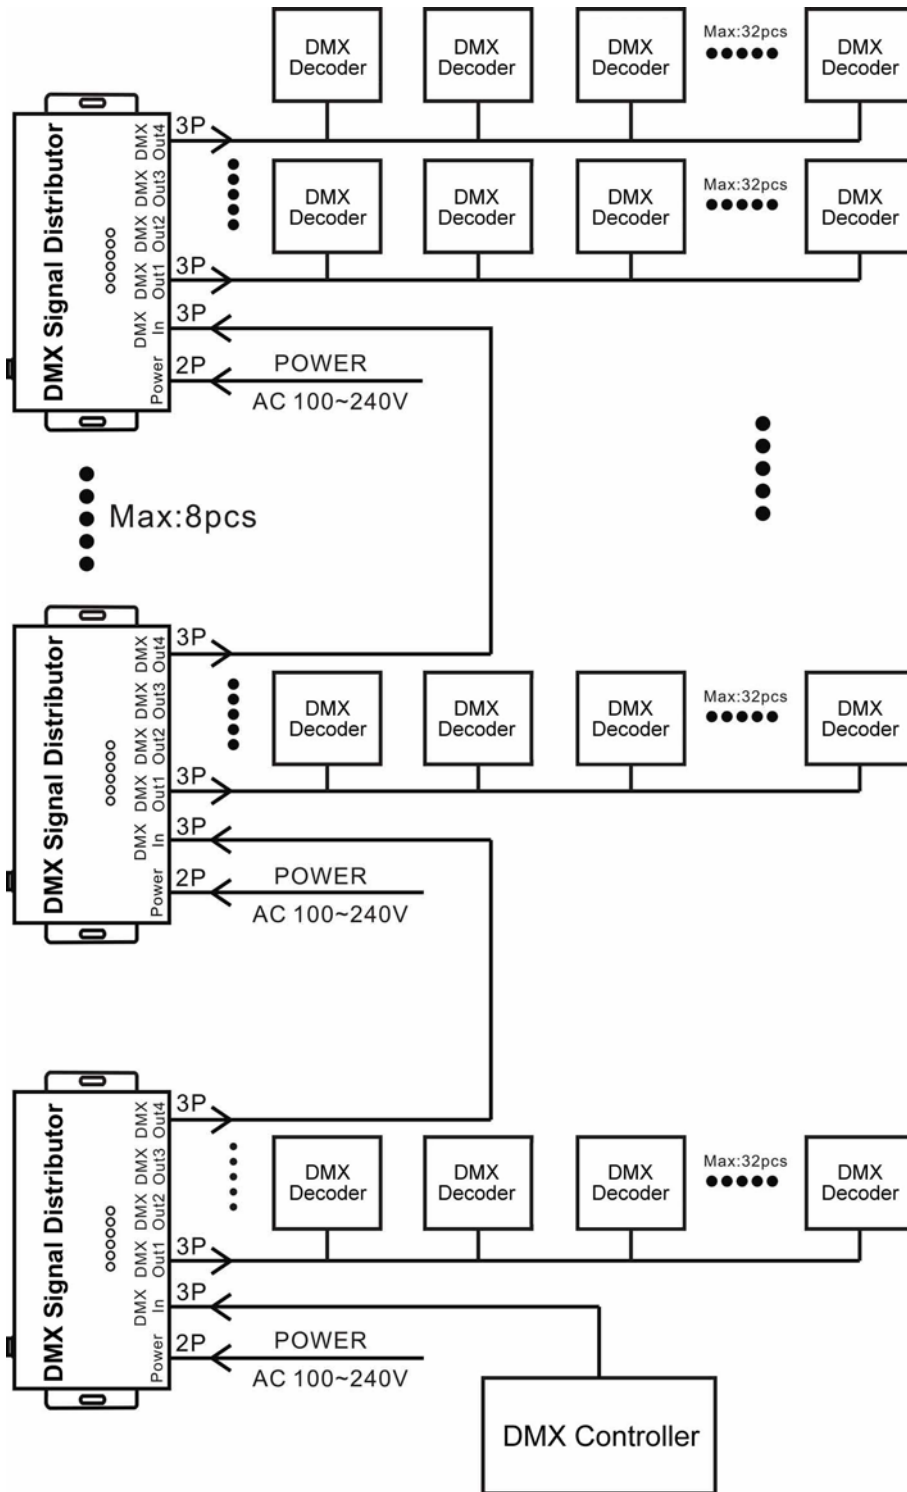 DMX
Decoder
DMX
Decoder
DMX
Decoder
Max:32pcs
DMX
Decoder
DMX Signal Distributor
DMX
Out4
DMX
Out3
DMX
Out2
DMX
Out1
DMX
In
Power
3P
DMX
Decoder
DMX
Decoder
DMX
Decoder
Max:32pcs
DMX
Decoder
3P
3P
2P
POWER
AC 100~240V
Max:8pcs
DMX Signal Distributor
DMX
Out4
DMX
Out3
DMX
Out2
DMX
Out1
DMX
In
Power
3P
DMX
Decoder
DMX
Decoder
DMX
Decoder
Max:32pcs
DMX
Decoder
3P
3P
2P
POWER
AC 100~240V
DMX Signal Distributor
DMX
Out4
DMX
Out3
DMX
Out2
DMX
Out1
DMX
In
Power
3P
DMX
Decoder
DMX
Decoder
DMX
Decoder
Max:32pcs
DMX
Decoder
3P
3P
2P
POWER
AC 100~240V
DMX Controller